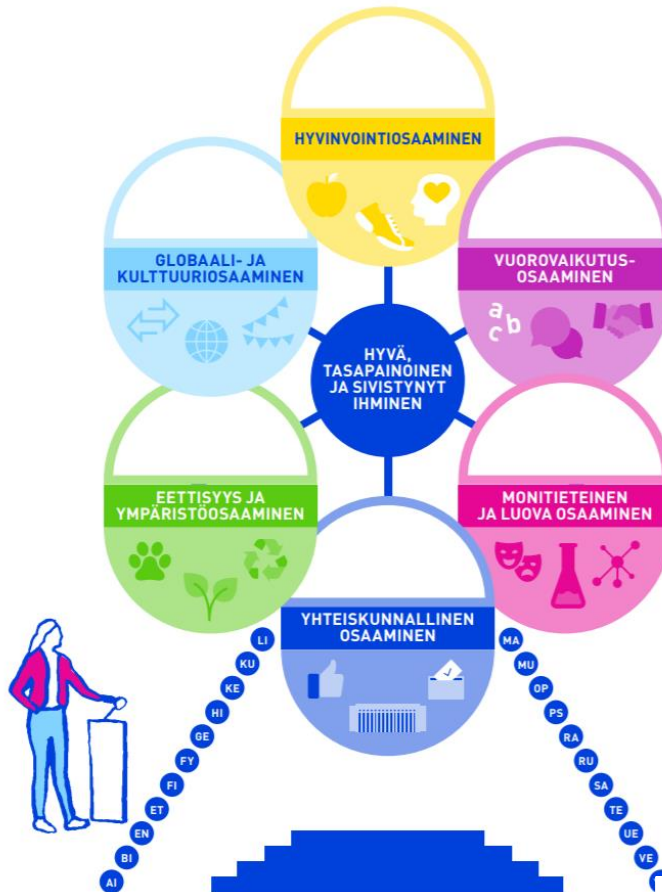 HYVINVOINTIOSAAMINEN
GLOBAALI- JA
KULTTUURIOSAAMINEN
VUOROVAIKUTUS-
OSAAMINEN
a
b
c
HYVÄ,
TASAPAINOINEN
JA SIVISTYNYT
IHMINEN
EETTISYYS JA
YMPÄRISTÖOSAAMINEN
MONITIETEINEN
JA LUOVA OSAAMINEN
YHTEISKUNNALLINEN
OSAAMINEN
LI
KU
KE
HI
GE
FY
FI
ET
EN
BI
AI
MA
MU
OP
PS
RA
RU
SA
TE
UE
VE